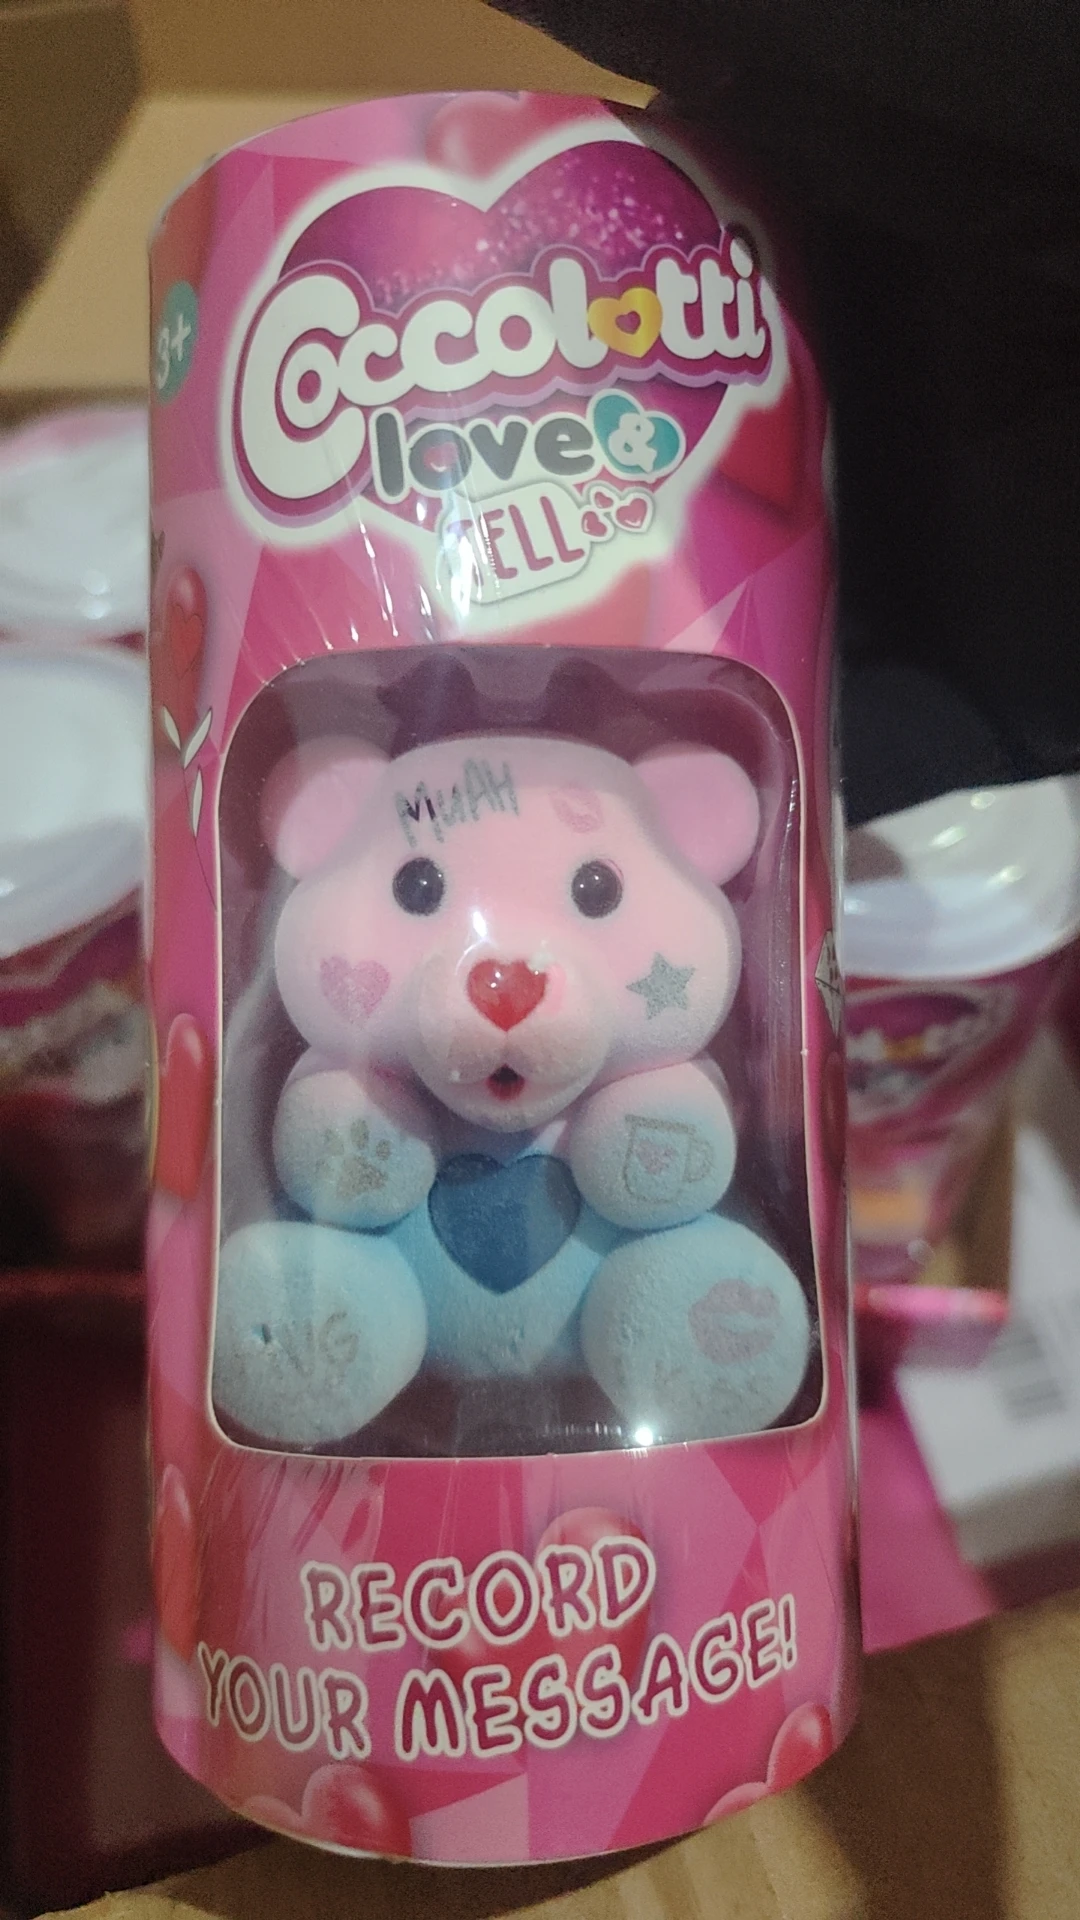 3+
Coccolotti
love &
TELL
MUAH
RECORD
YOUR MESSAGE!